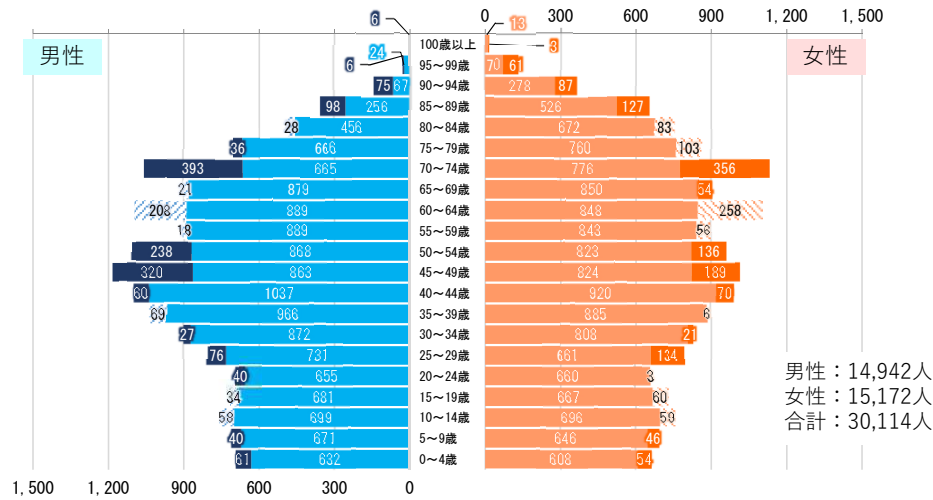 0 300 600 900 1,200 1,500
男性
女性
6 100歳以上 13 3
6 24 95～99歳 70 61
75 67 90～94歳 278 87
98 256 85～89歳 526 127
28 456 80～84歳 672 83
36 666 75～79歳 760 103
393 665 70～74歳 776 356
21 879 65～69歳 850 54
208 889 60～64歳 848 258
18 889 55～59歳 843 56
238 868 50～54歳 823 136
320 863 45～49歳 824 189
60 1037 40～44歳 920 70
69 966 35～39歳 885 6
27 872 30～34歳 808 21
76 731 25～29歳 661 134
40 655 20～24歳 660 3
34 681 15～19歳 667 60
58 699 10～14歳 696 59
40 671 5～9歳 646 46
61 632 0～4歳 608 54
男性：14,942人
女性：15,172人
合計：30,114人
1,500 1,200 900 600 300 0